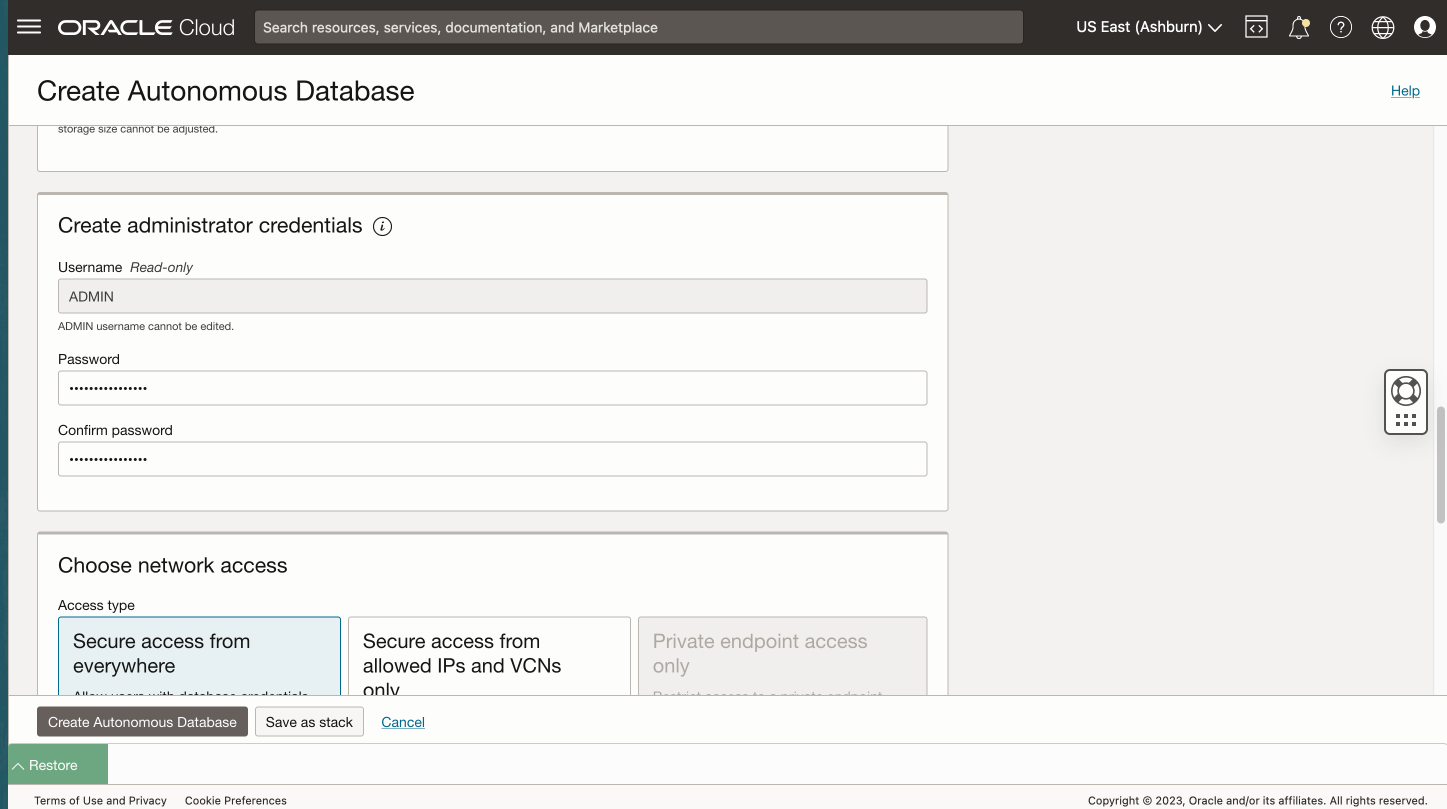 ORACLE Cloud
Search resources, services, documentation, and Marketplace
US East (Ashburn)
Create Autonomous Database
Help
storage size cannot be adjusted.
Create administrator credentials
Username Read-only
ADMIN
ADMIN username cannot be edited.
Password
••••••••••••••••
Confirm password
••••••••••••••••
Choose network access
Access type
Secure access from
everywhere
Allow users with database credentials
Secure access from
allowed IPs and VCNs
only
Private endpoint access
only
Restrict access to a private endpoint
Create Autonomous Database
Save as stack
Cancel
Restore
Terms of Use and Privacy
Cookie Preferences
Copyright © 2023, Oracle and/or its affiliates. All rights reserved.